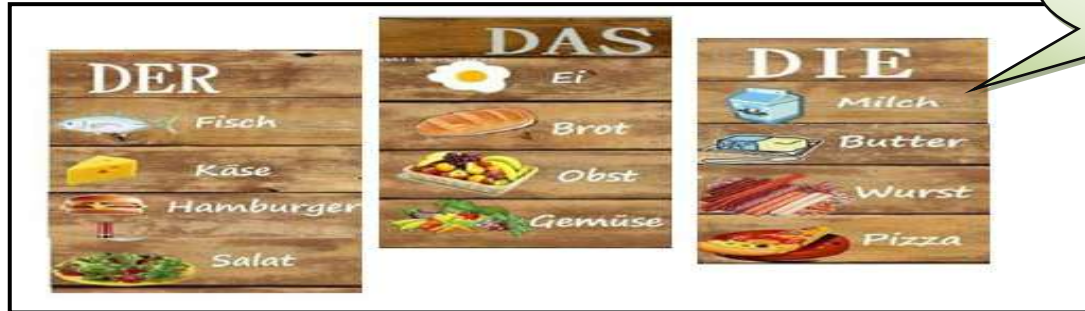 DER
Fisch
Käse
Hamburger
Salat
DAS
Ei
Brot
Obst
Gemüse
DIE
Milch
Butter
Wurst
Pizza